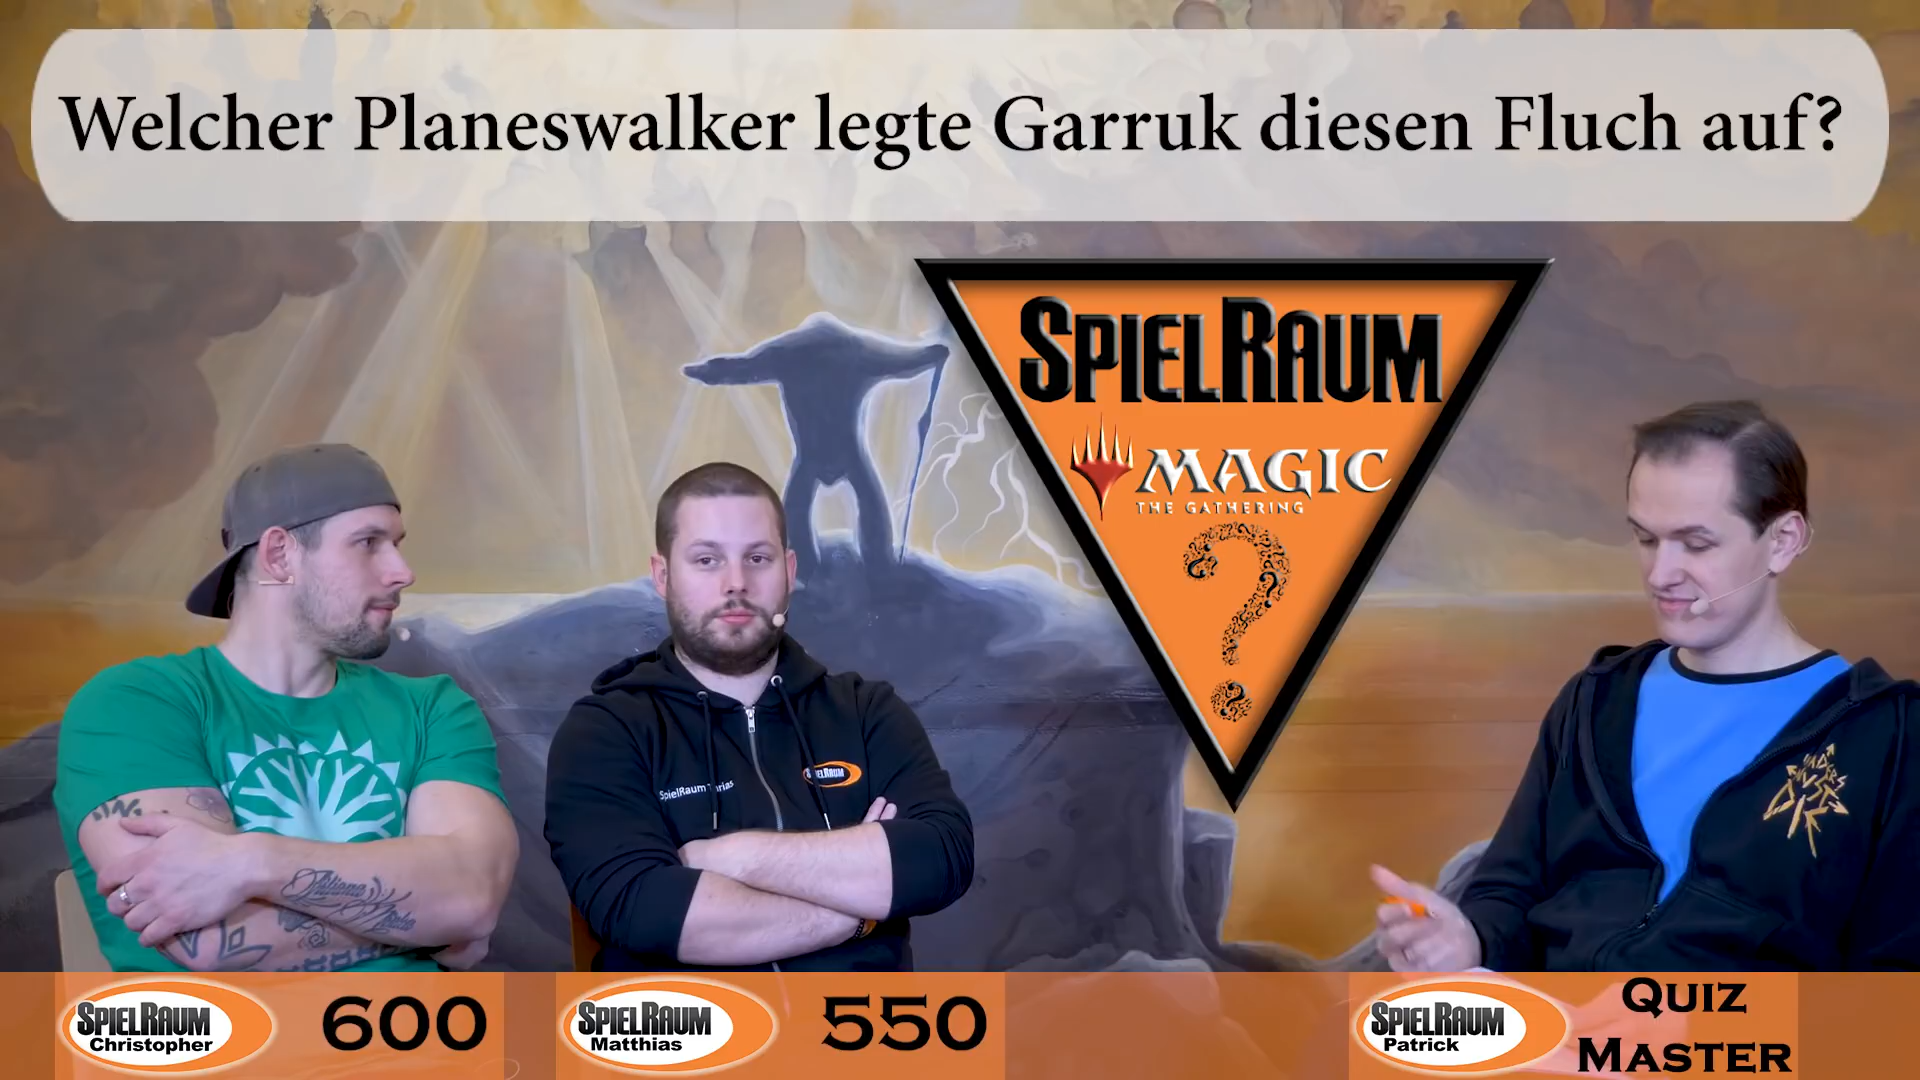 Welcher Planeswalker legte Garruk diesen Fluch auf?
SPIELRAUM
MAGIC
THE GATHERING
?
SPIELRAUM
SpielRaum
SPIELRAUM
Christopher
600
SPIELRAUM
Matthias
550
SPIELRAUM
Patrick
QUIZ
MASTER